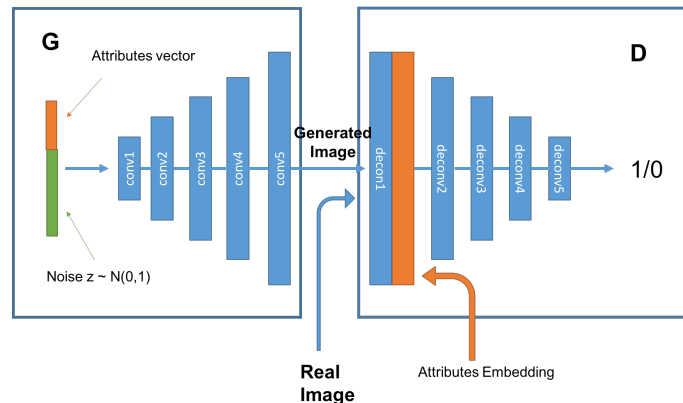 G
Attributes vector
conv1
conv2
conv3
conv4
conv5
Noise z ~ N(0,1)
Generated
Image
Real
Image
D
decon1
deconv2
deconv3
deconv4
deconv5
1/0
Attributes Embedding